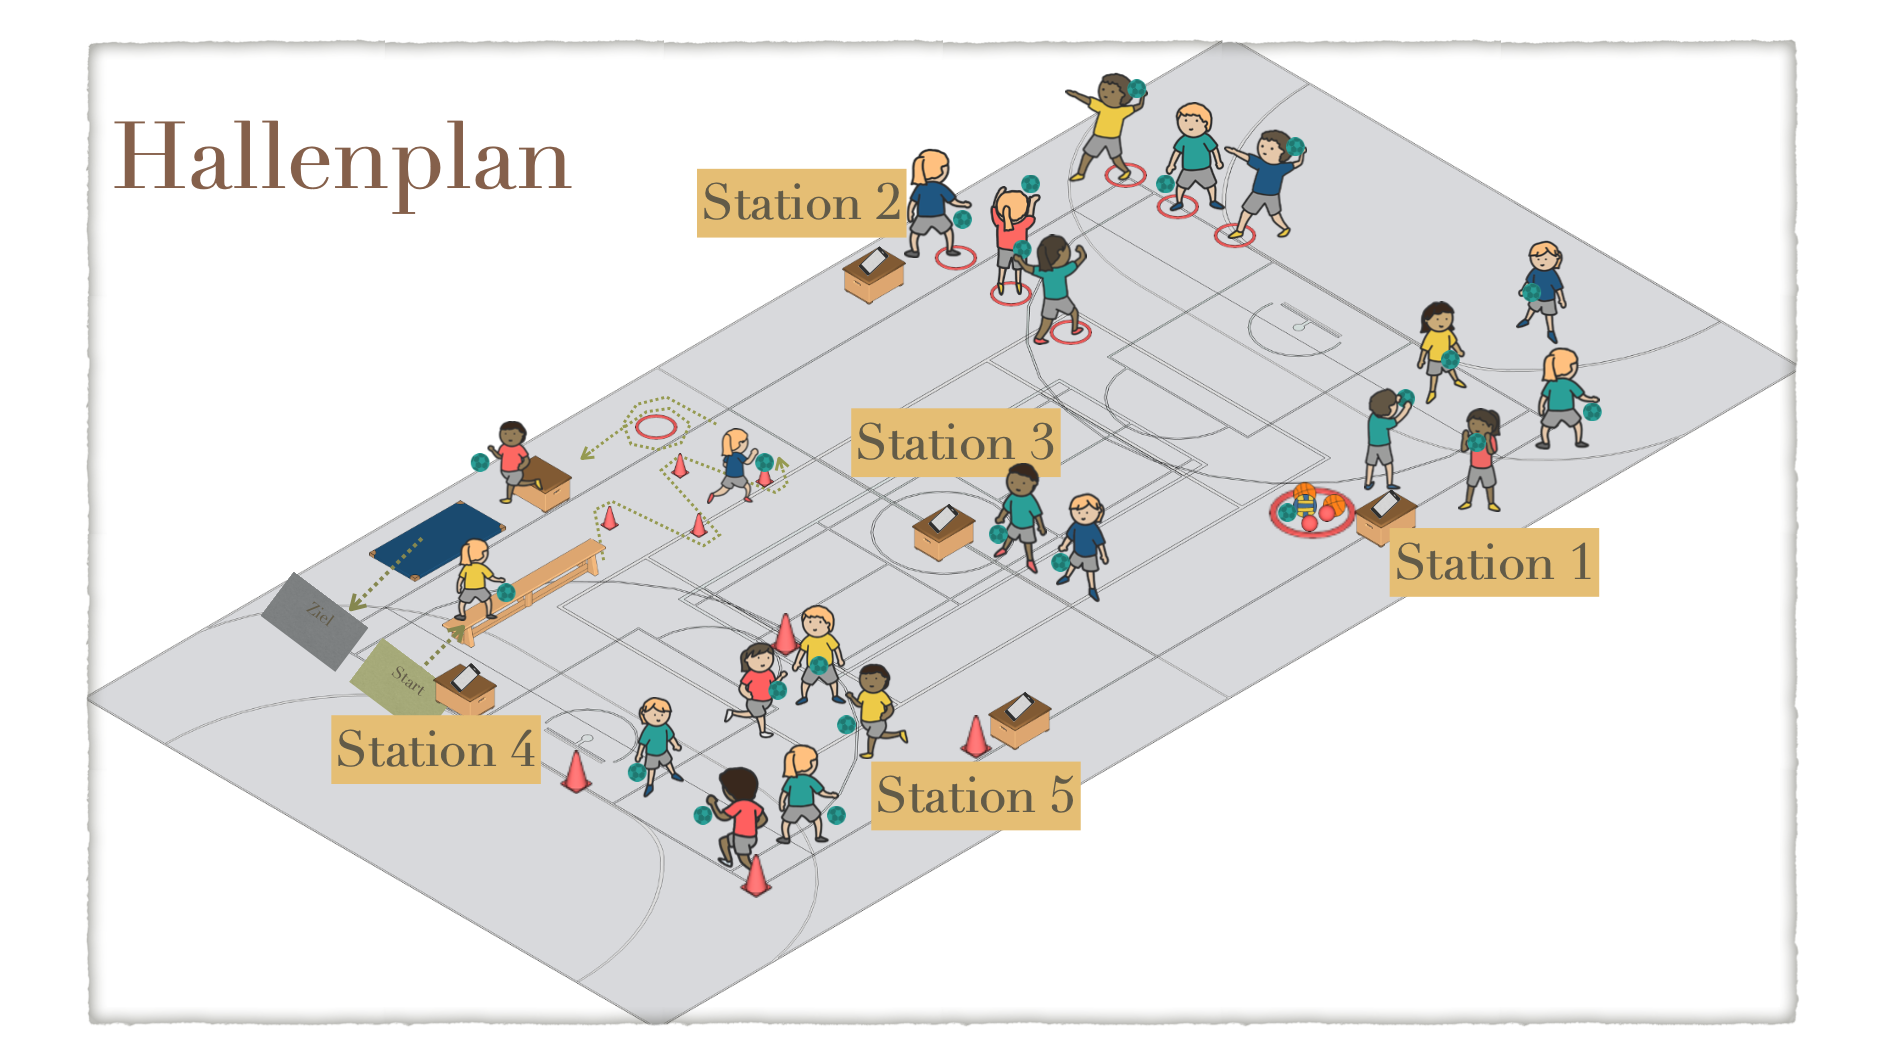 Hallenplan
Station 2
Station 3
Station 1
Ziel
Start
Station 4
Station 5